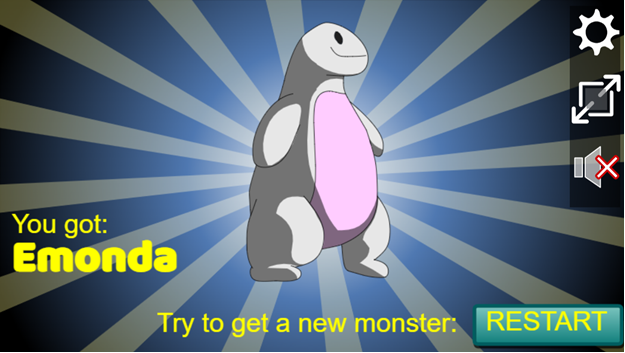 You got:
Emonda
Try to get a new monster:
RESTART